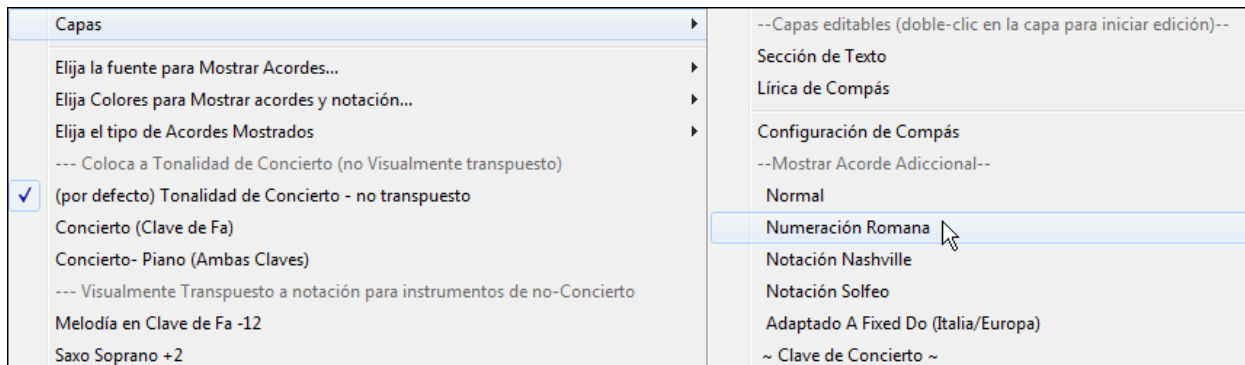 Capas
Elija la fuente para Mostrar Acordes...
Elija Colores para Mostrar acordes y notación...
Elija el tipo de Acordes Mostrados
--- Coloca a Tonalidad de Concierto (no Visualmente transpuesto)
(por defecto) Tonalidad de Concierto - no transpuesto
Concierto (Clave de Fa)
Concierto- Piano (Ambas Claves)
--- Visualmente Transpuesto a notación para instrumentos de no-Concierto
Melodía en Clave de Fa -12
Saxo Soprano +2
--Capas editables (doble-clic en la capa para iniciar edición)--
Sección de Texto
Lírica de Compás
Configuración de Compás
--Mostrar Acorde Adiccional--
Normal
Numeración Romana
Notación Nashville
Notación Solfeo
Adaptado A Fixed Do (Italia/Europa)
~ Clave de Concierto ~